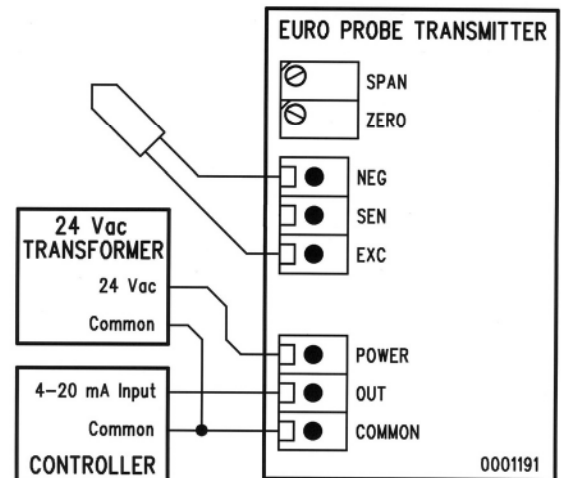 EURO PROBE TRANSMITTER
SPAN
ZERO
NEG
SEN
EXC
24 Vac
TRANSFORMER
24 Vac
Common
POWER
4-20 mA Input
OUT
Common
COMMON
CONTROLLER
0001191